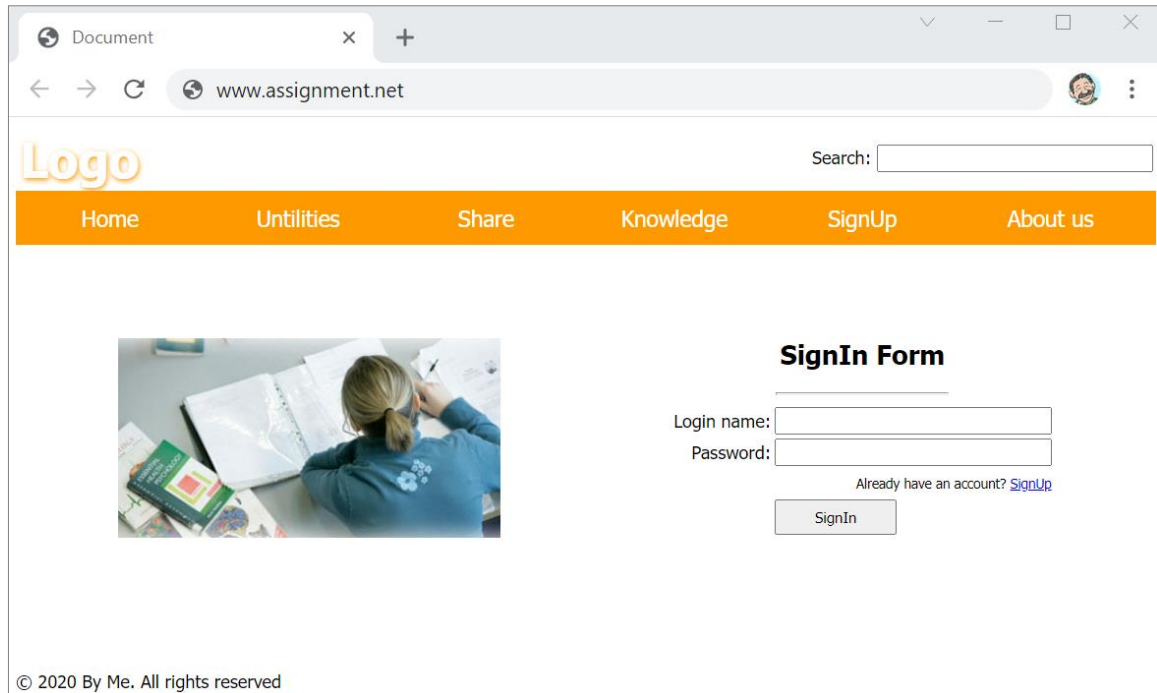 Document
www.assignment.net
Logo
Search:
Home Untilities Share Knowledge SignUp About us
SignIn Form
Login name:
Password:
Already have an account? SignUp
SignIn
© 2020 By Me. All rights reserved